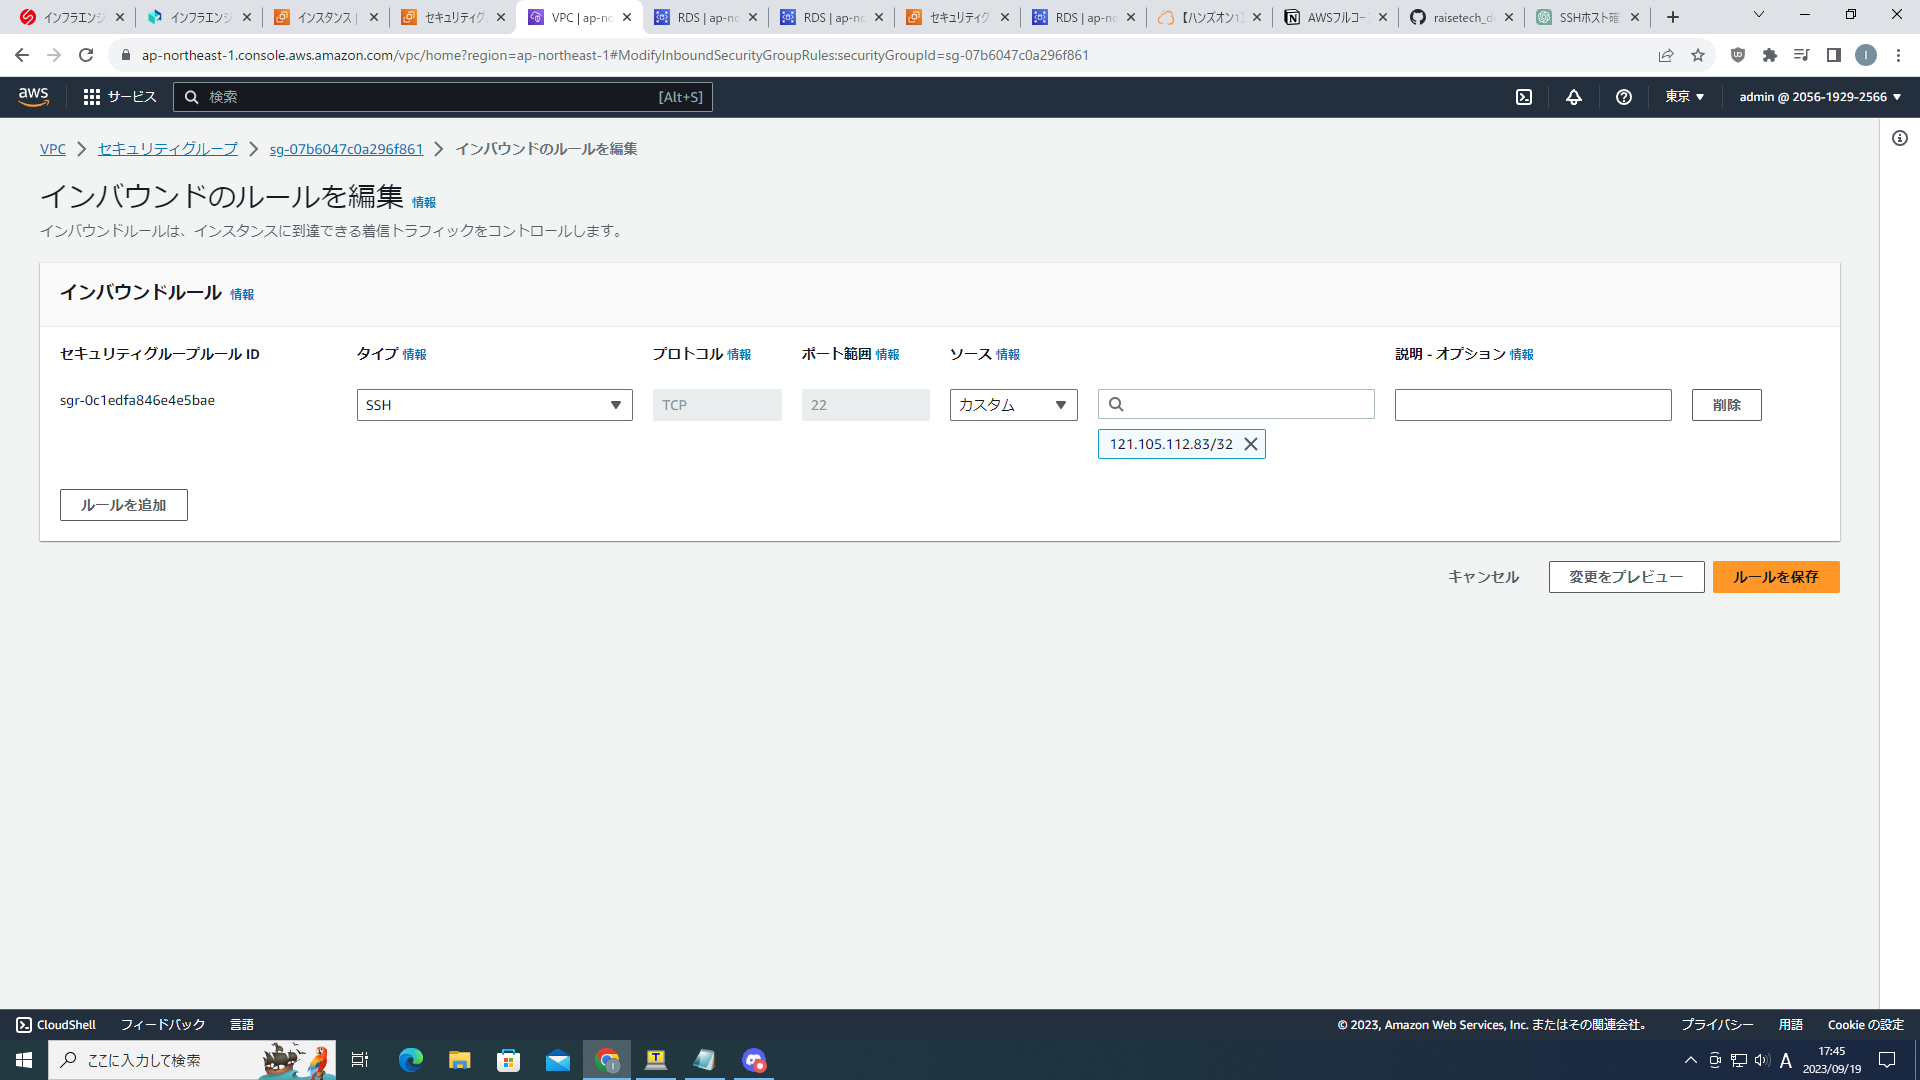 インフラエンジ
インフラエンジ
インスタンス |
セキュリティグ
VPC | ap-no
RDS | ap-no
RDS | ap-no
セキュリティグ
RDS | ap-no
【ハンズオン1】
AWSフルコー
raisetech_d
SSHホスト確
ap-northeast-1.console.aws.amazon.com/vpc/home?region=ap-northeast-1#ModifyInboundSecurityGroupRules:securityGroupId=sg-07b6047c0a296f861
aws サービス 検索 [Alt+S] 東京 admin @ 2056-1929-2566
VPC セキュリティグループ sg-07b6047c0a296f861 インバウンドのルールを編集
インバウンドのルールを編集 情報
インバウンドルールは、インスタンスに到達できる着信トラフィックをコントロールします。
インバウンドルール 情報
セキュリティグループルール ID タイプ 情報 プロトコル 情報 ポート範囲 情報 ソース 情報 説明 - オプション 情報
sgr-0c1edfa846e4e5bae SSH TCP 22 カスタム 削除
121.105.112.83/32
ルールを追加
キャンセル 変更をプレビュー ルールを保存
CloudShell フィードバック 言語 © 2023, Amazon Web Services, Inc. またはその関連会社。 プライバシー 用語 Cookie の設定
ここに入力して検索 A 17:45
2023/09/19